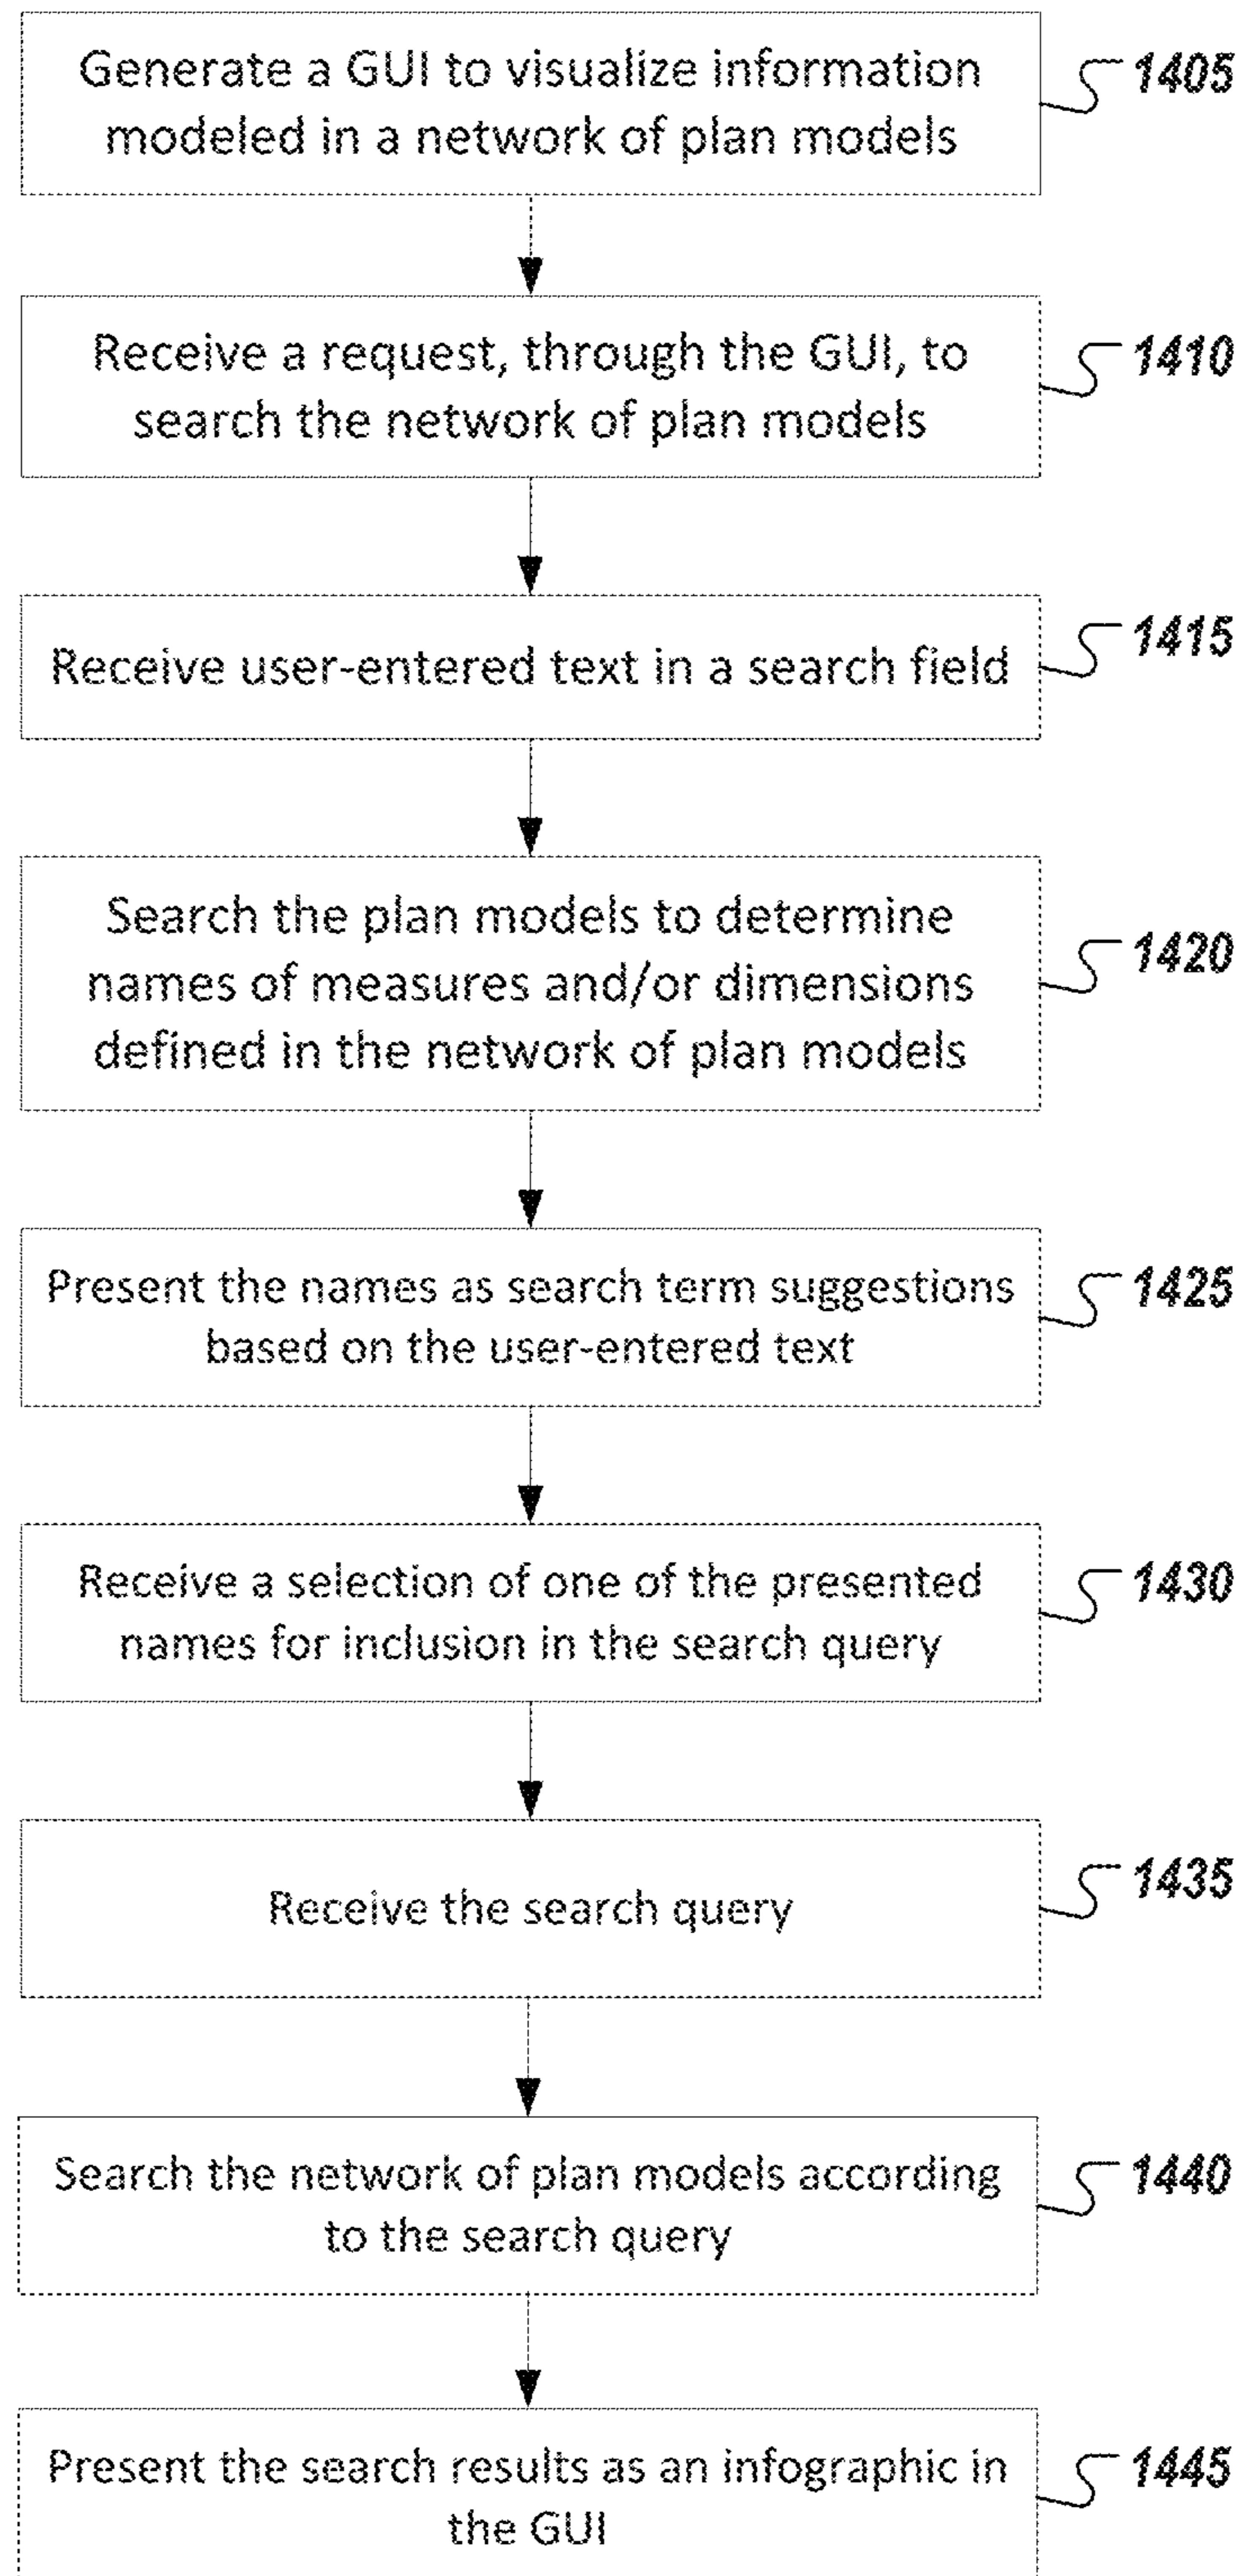 Generate a GUI to visualize information
modeled in a network of plan models
1405
Receive a request, through the GUI, to
search the network of plan models
1410
Receive user-entered text in a search field
1415
Search the plan models to determine
names of measures and/or dimensions
defined in the network of plan models
1420
Present the names as search term suggestions
based on the user-entered text
1425
Receive a selection of one of the presented
names for inclusion in the search query
1430
Receive the search query
1435
Search the network of plan models according
to the search query
1440
Present the search results as an infographic in
the GUI
1445